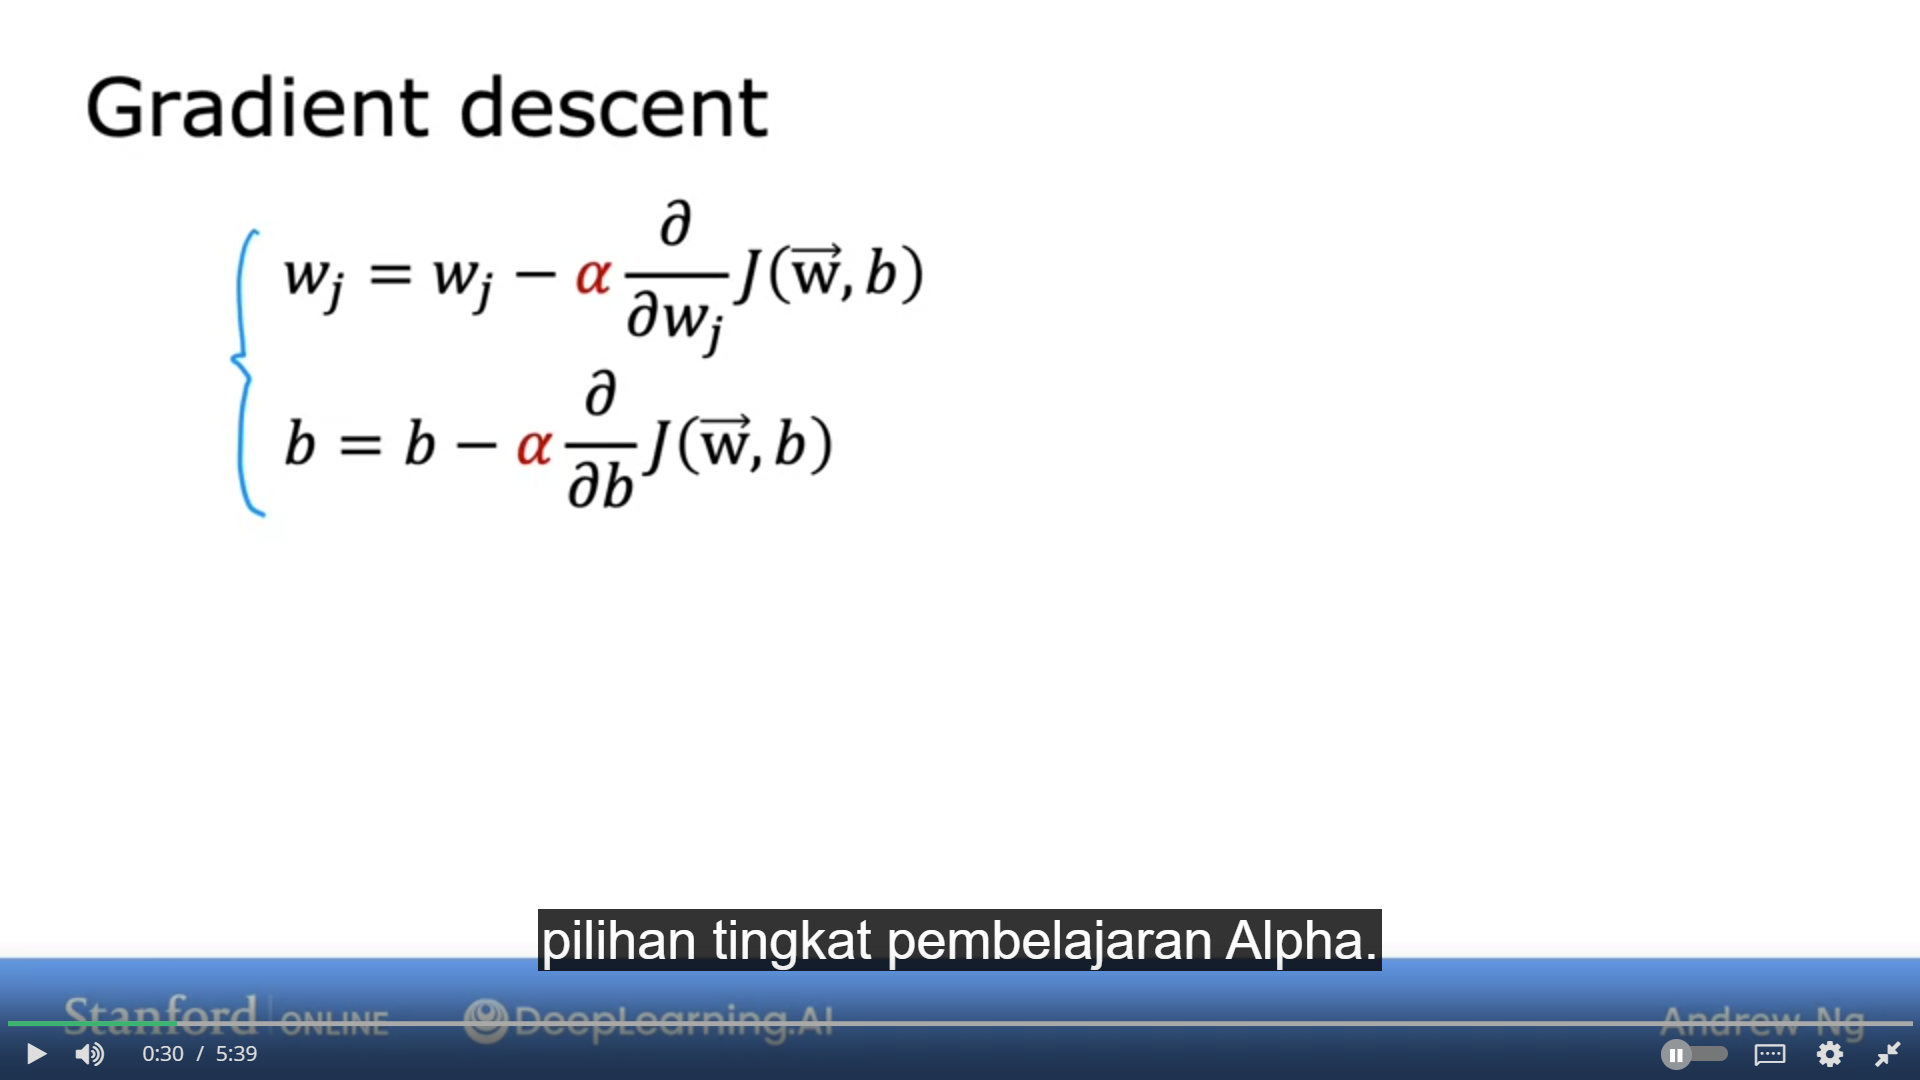 Gradient descent
w_j = w_j − α ∂/∂w_j J(w⃗, b)
b = b − α ∂/∂b J(w⃗, b)
pilihan tingkat pembelajaran Alpha.
Stanford | ONLINE DeepLearning.AI Andrew Ng
0:30 / 5:39